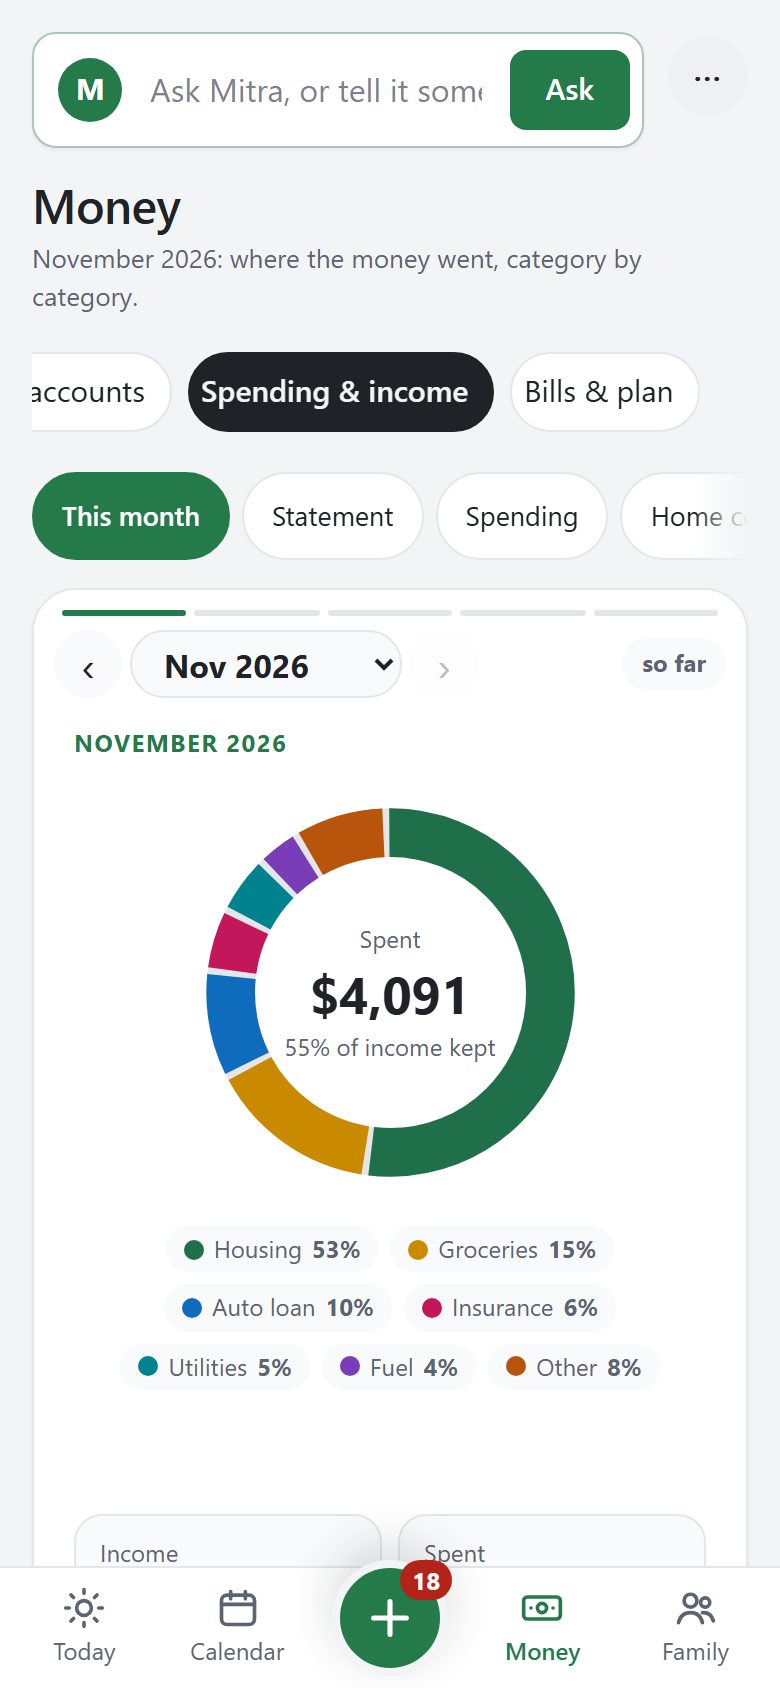 M Ask Mitra, or tell it some Ask ...
Money
November 2026: where the money went, category by
category.
accounts Spending & income Bills & plan
This month Statement Spending Home c
‹ Nov 2026 › so far
NOVEMBER 2026
Spent
$4,091
55% of income kept
Housing 53% Groceries 15%
Auto loan 10% Insurance 6%
Utilities 5% Fuel 4% Other 8%
Income Spent
18
Today Calendar Money Family